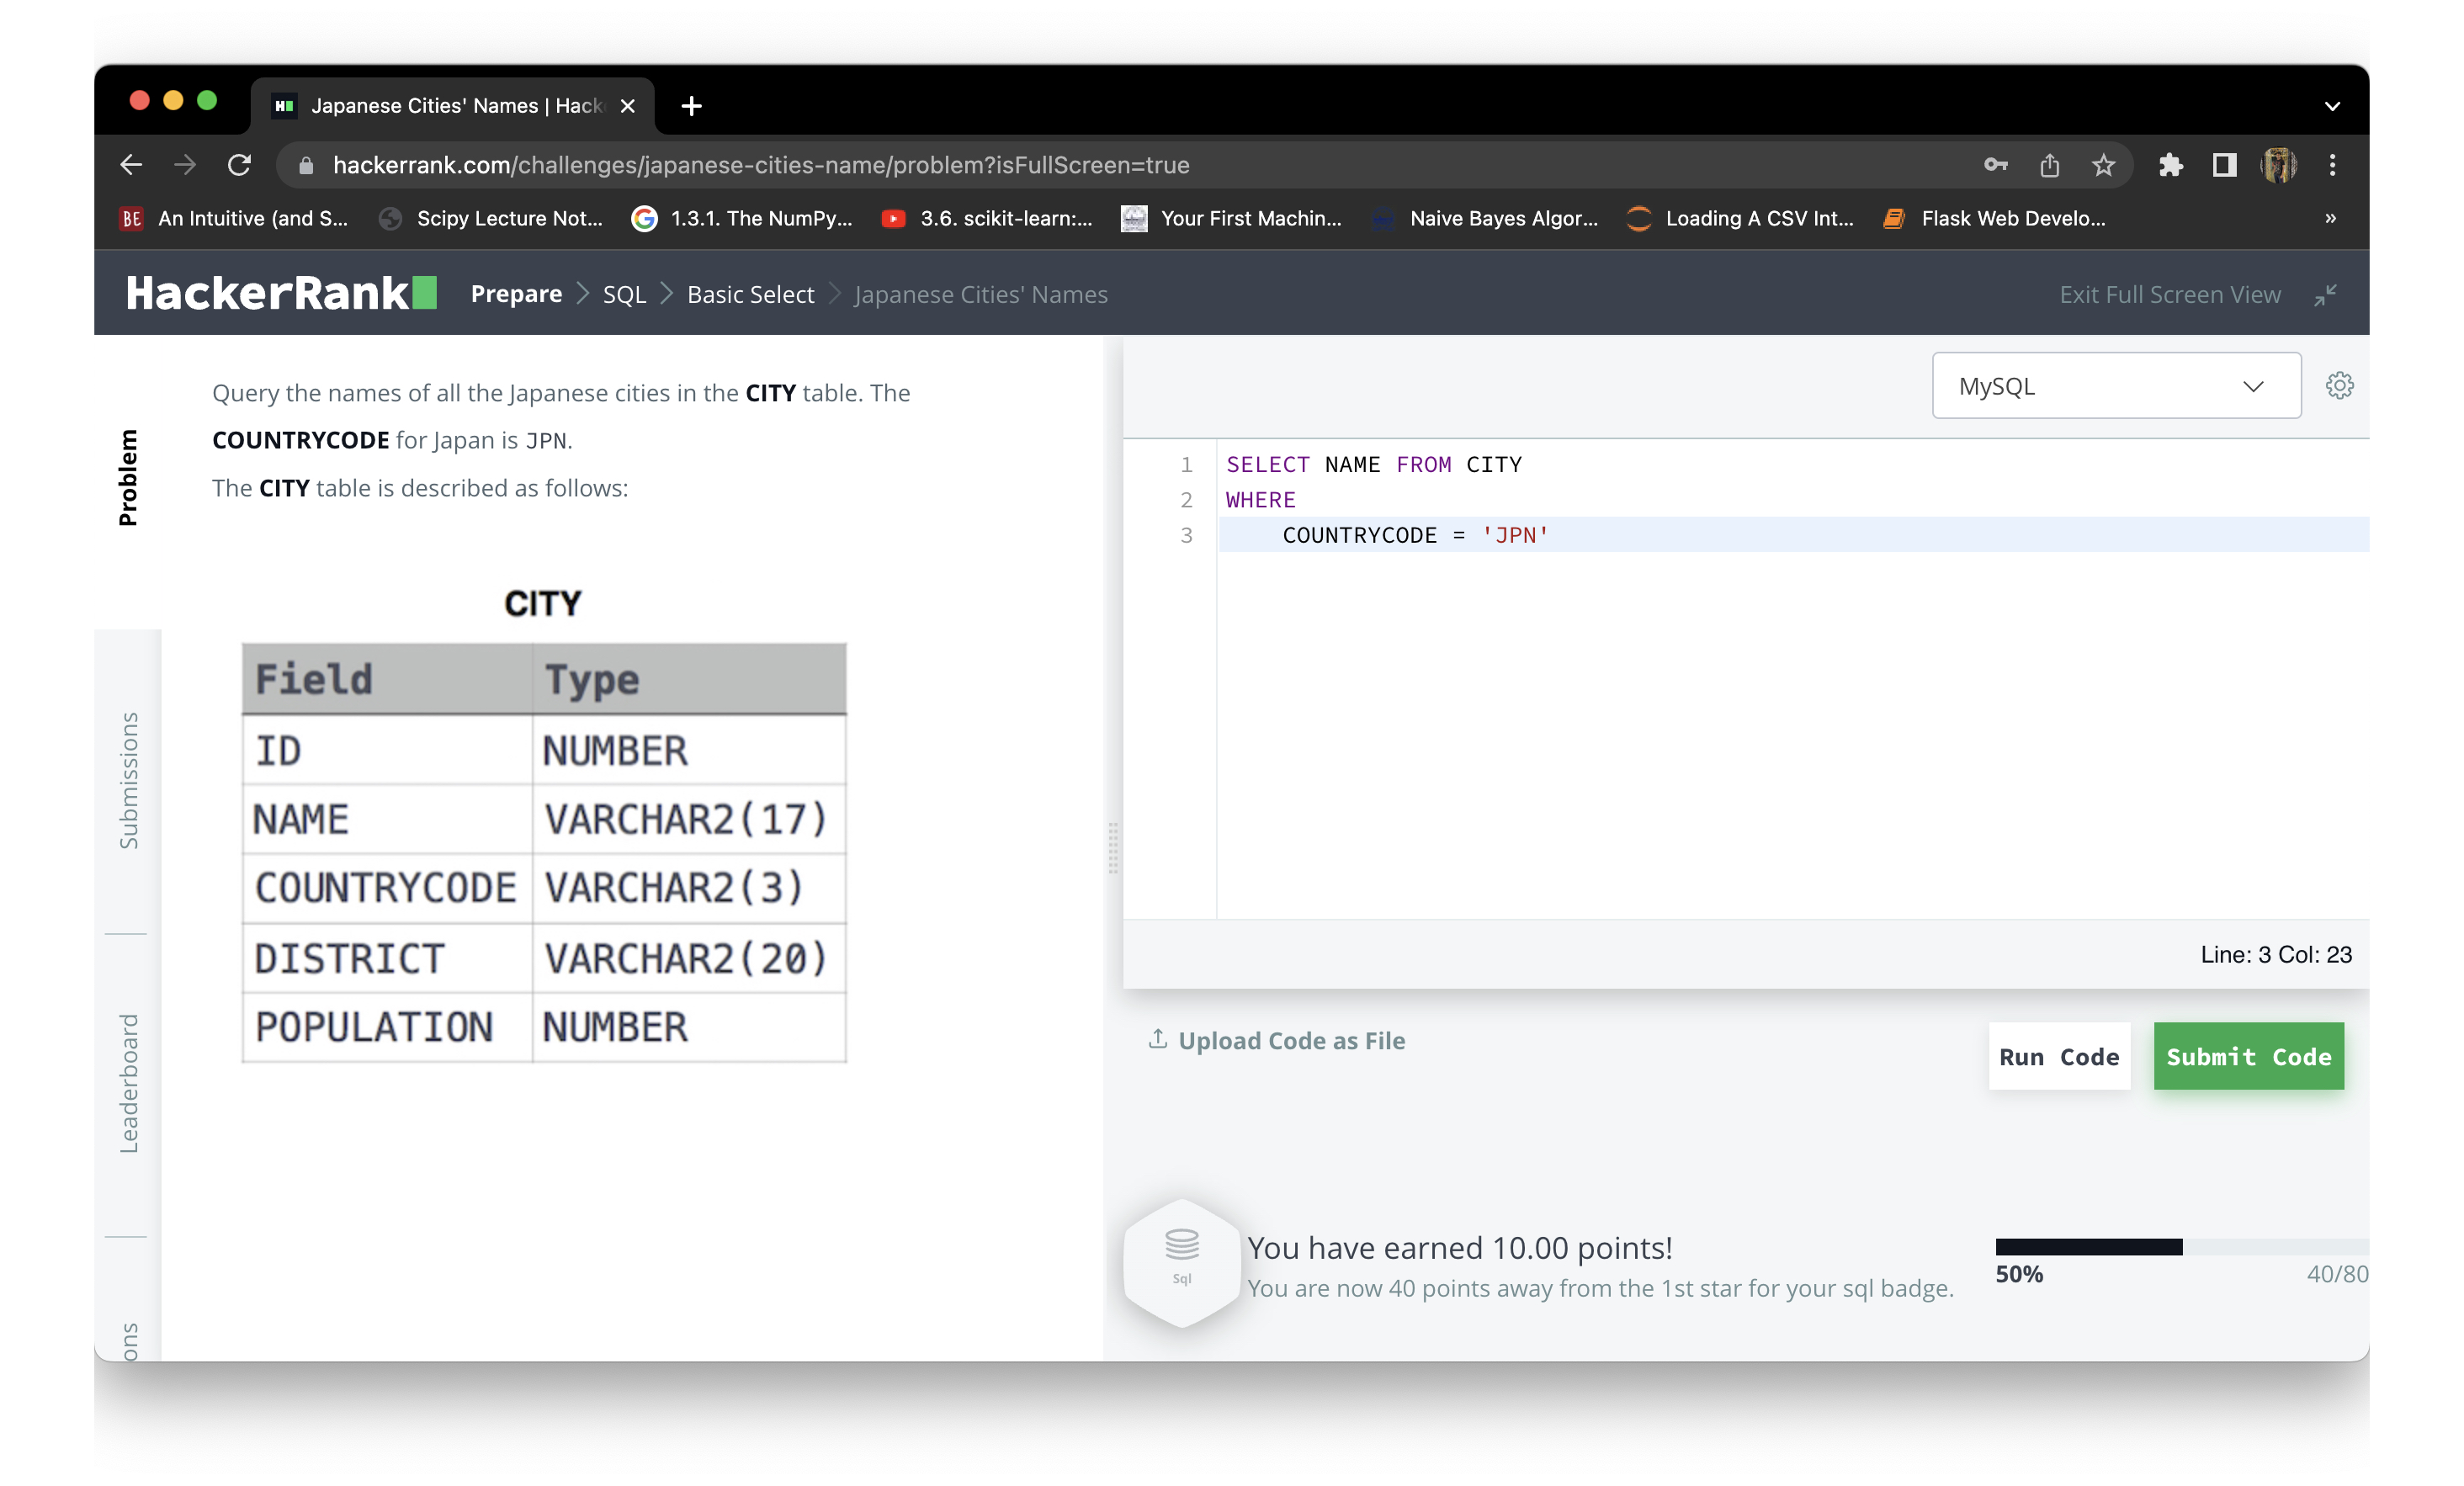 Japanese Cities' Names | Hack
hackerrank.com/challenges/japanese-cities-name/problem?isFullScreen=true
BE An Intuitive (and S... Scipy Lecture Not... 1.3.1. The NumPy... 3.6. scikit-learn:... Your First Machin... Naive Bayes Algor... Loading A CSV Int... Flask Web Develo... »
HackerRank Prepare > SQL > Basic Select > Japanese Cities' Names Exit Full Screen View
Problem
Submissions
Leaderboard
ons
Query the names of all the Japanese cities in the CITY table. The
COUNTRYCODE for Japan is JPN.
The CITY table is described as follows:
CITY
Field Type
ID NUMBER
NAME VARCHAR2(17)
COUNTRYCODE VARCHAR2(3)
DISTRICT VARCHAR2(20)
POPULATION NUMBER
MySQL
1 SELECT NAME FROM CITY
2 WHERE
3 COUNTRYCODE = 'JPN'
Line: 3 Col: 23
Upload Code as File
Run Code Submit Code
Sql
You have earned 10.00 points!
You are now 40 points away from the 1st star for your sql badge.
50% 40/80